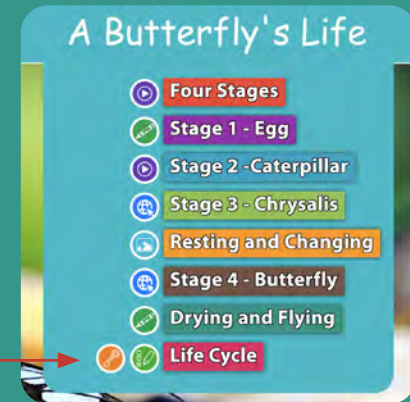 A Butterfly's Life
Four Stages
Stage 1 - Egg
Stage 2 -Caterpillar
Stage 3 - Chrysalis
Resting and Changing
Stage 4 - Butterfly
Drying and Flying
Life Cycle